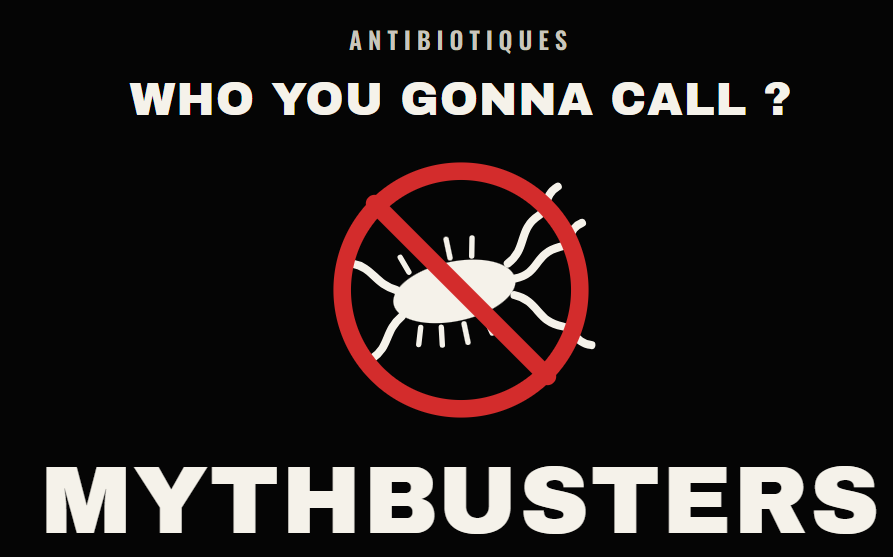 ANTIBIOTIQUES
WHO YOU GONNA CALL ?
MYTHBUSTERS